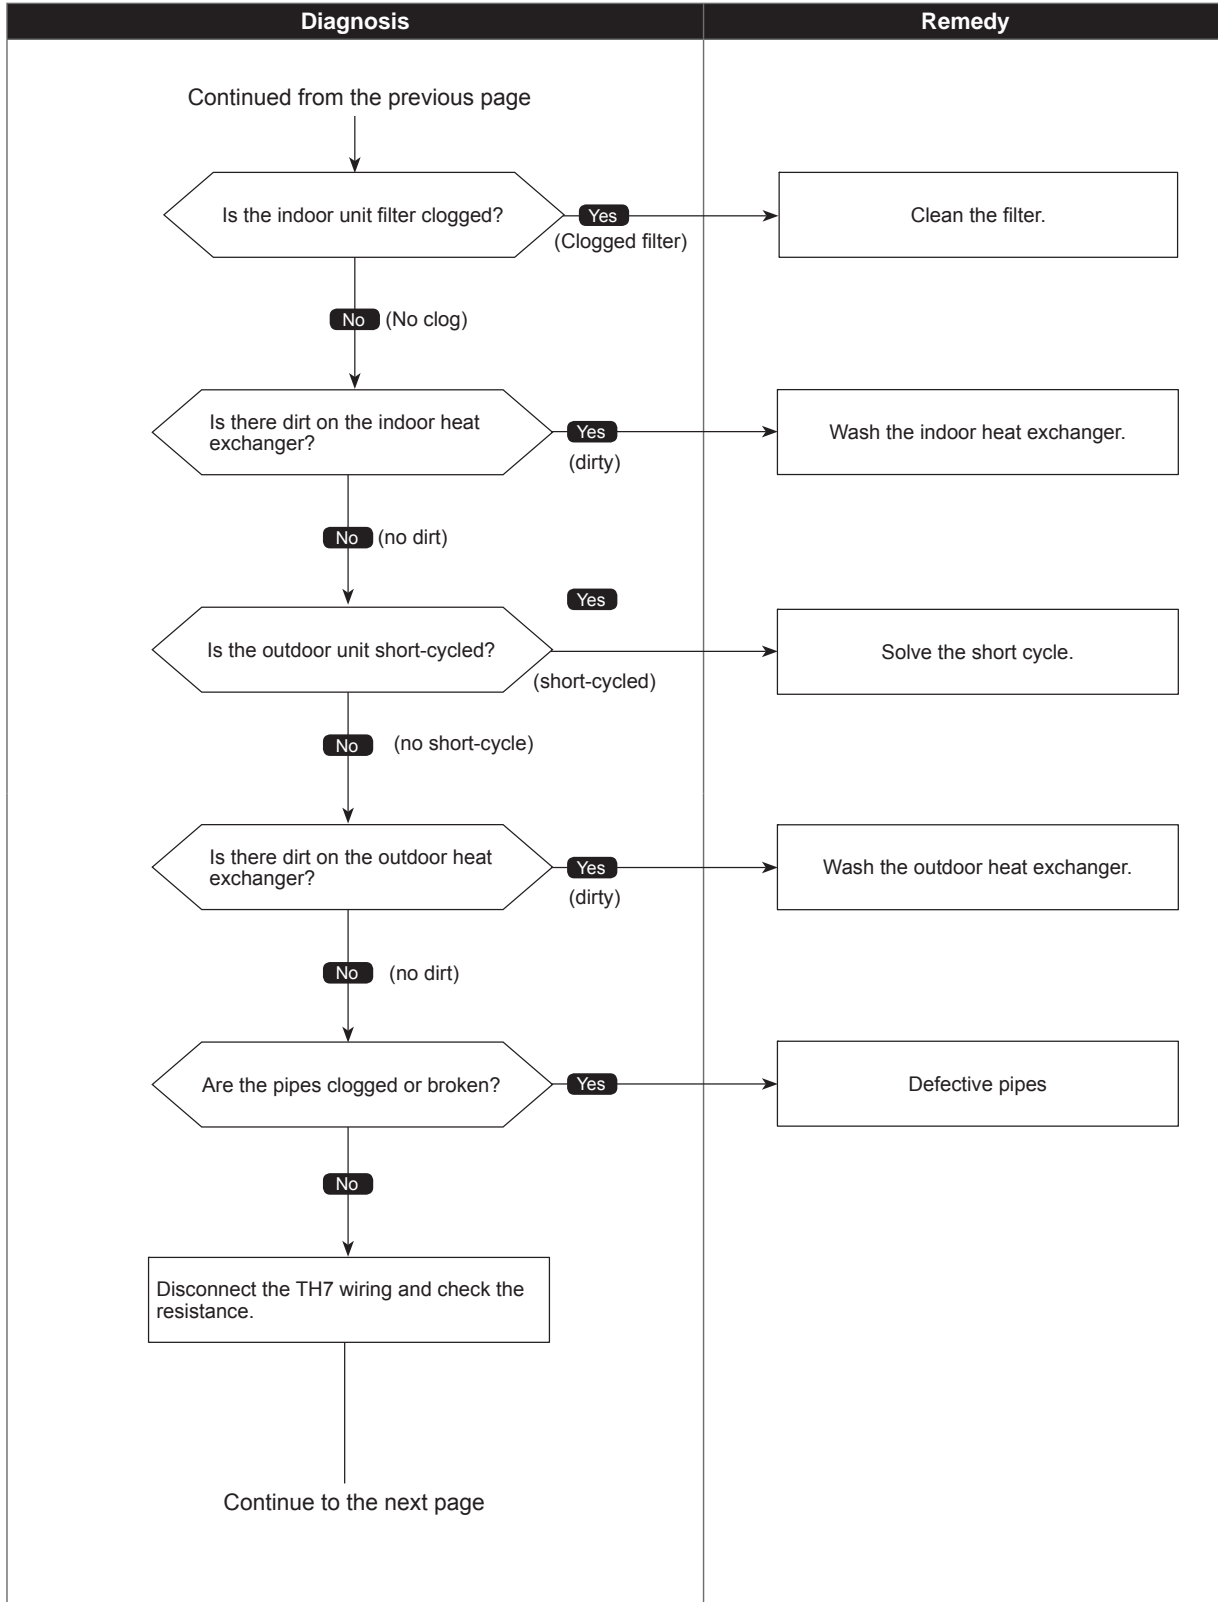 Diagnosis
Remedy
Continued from the previous page
Is the indoor unit filter clogged?
Yes
(Clogged filter)
Clean the filter.
No (No clog)
Is there dirt on the indoor heat
exchanger?
Yes
(dirty)
Wash the indoor heat exchanger.
No (no dirt)
Is the outdoor unit short-cycled?
Yes
(short-cycled)
Solve the short cycle.
No (no short-cycle)
Is there dirt on the outdoor heat
exchanger?
Yes
(dirty)
Wash the outdoor heat exchanger.
No (no dirt)
Are the pipes clogged or broken?
Yes
Defective pipes
No
Disconnect the TH7 wiring and check the
resistance.
Continue to the next page